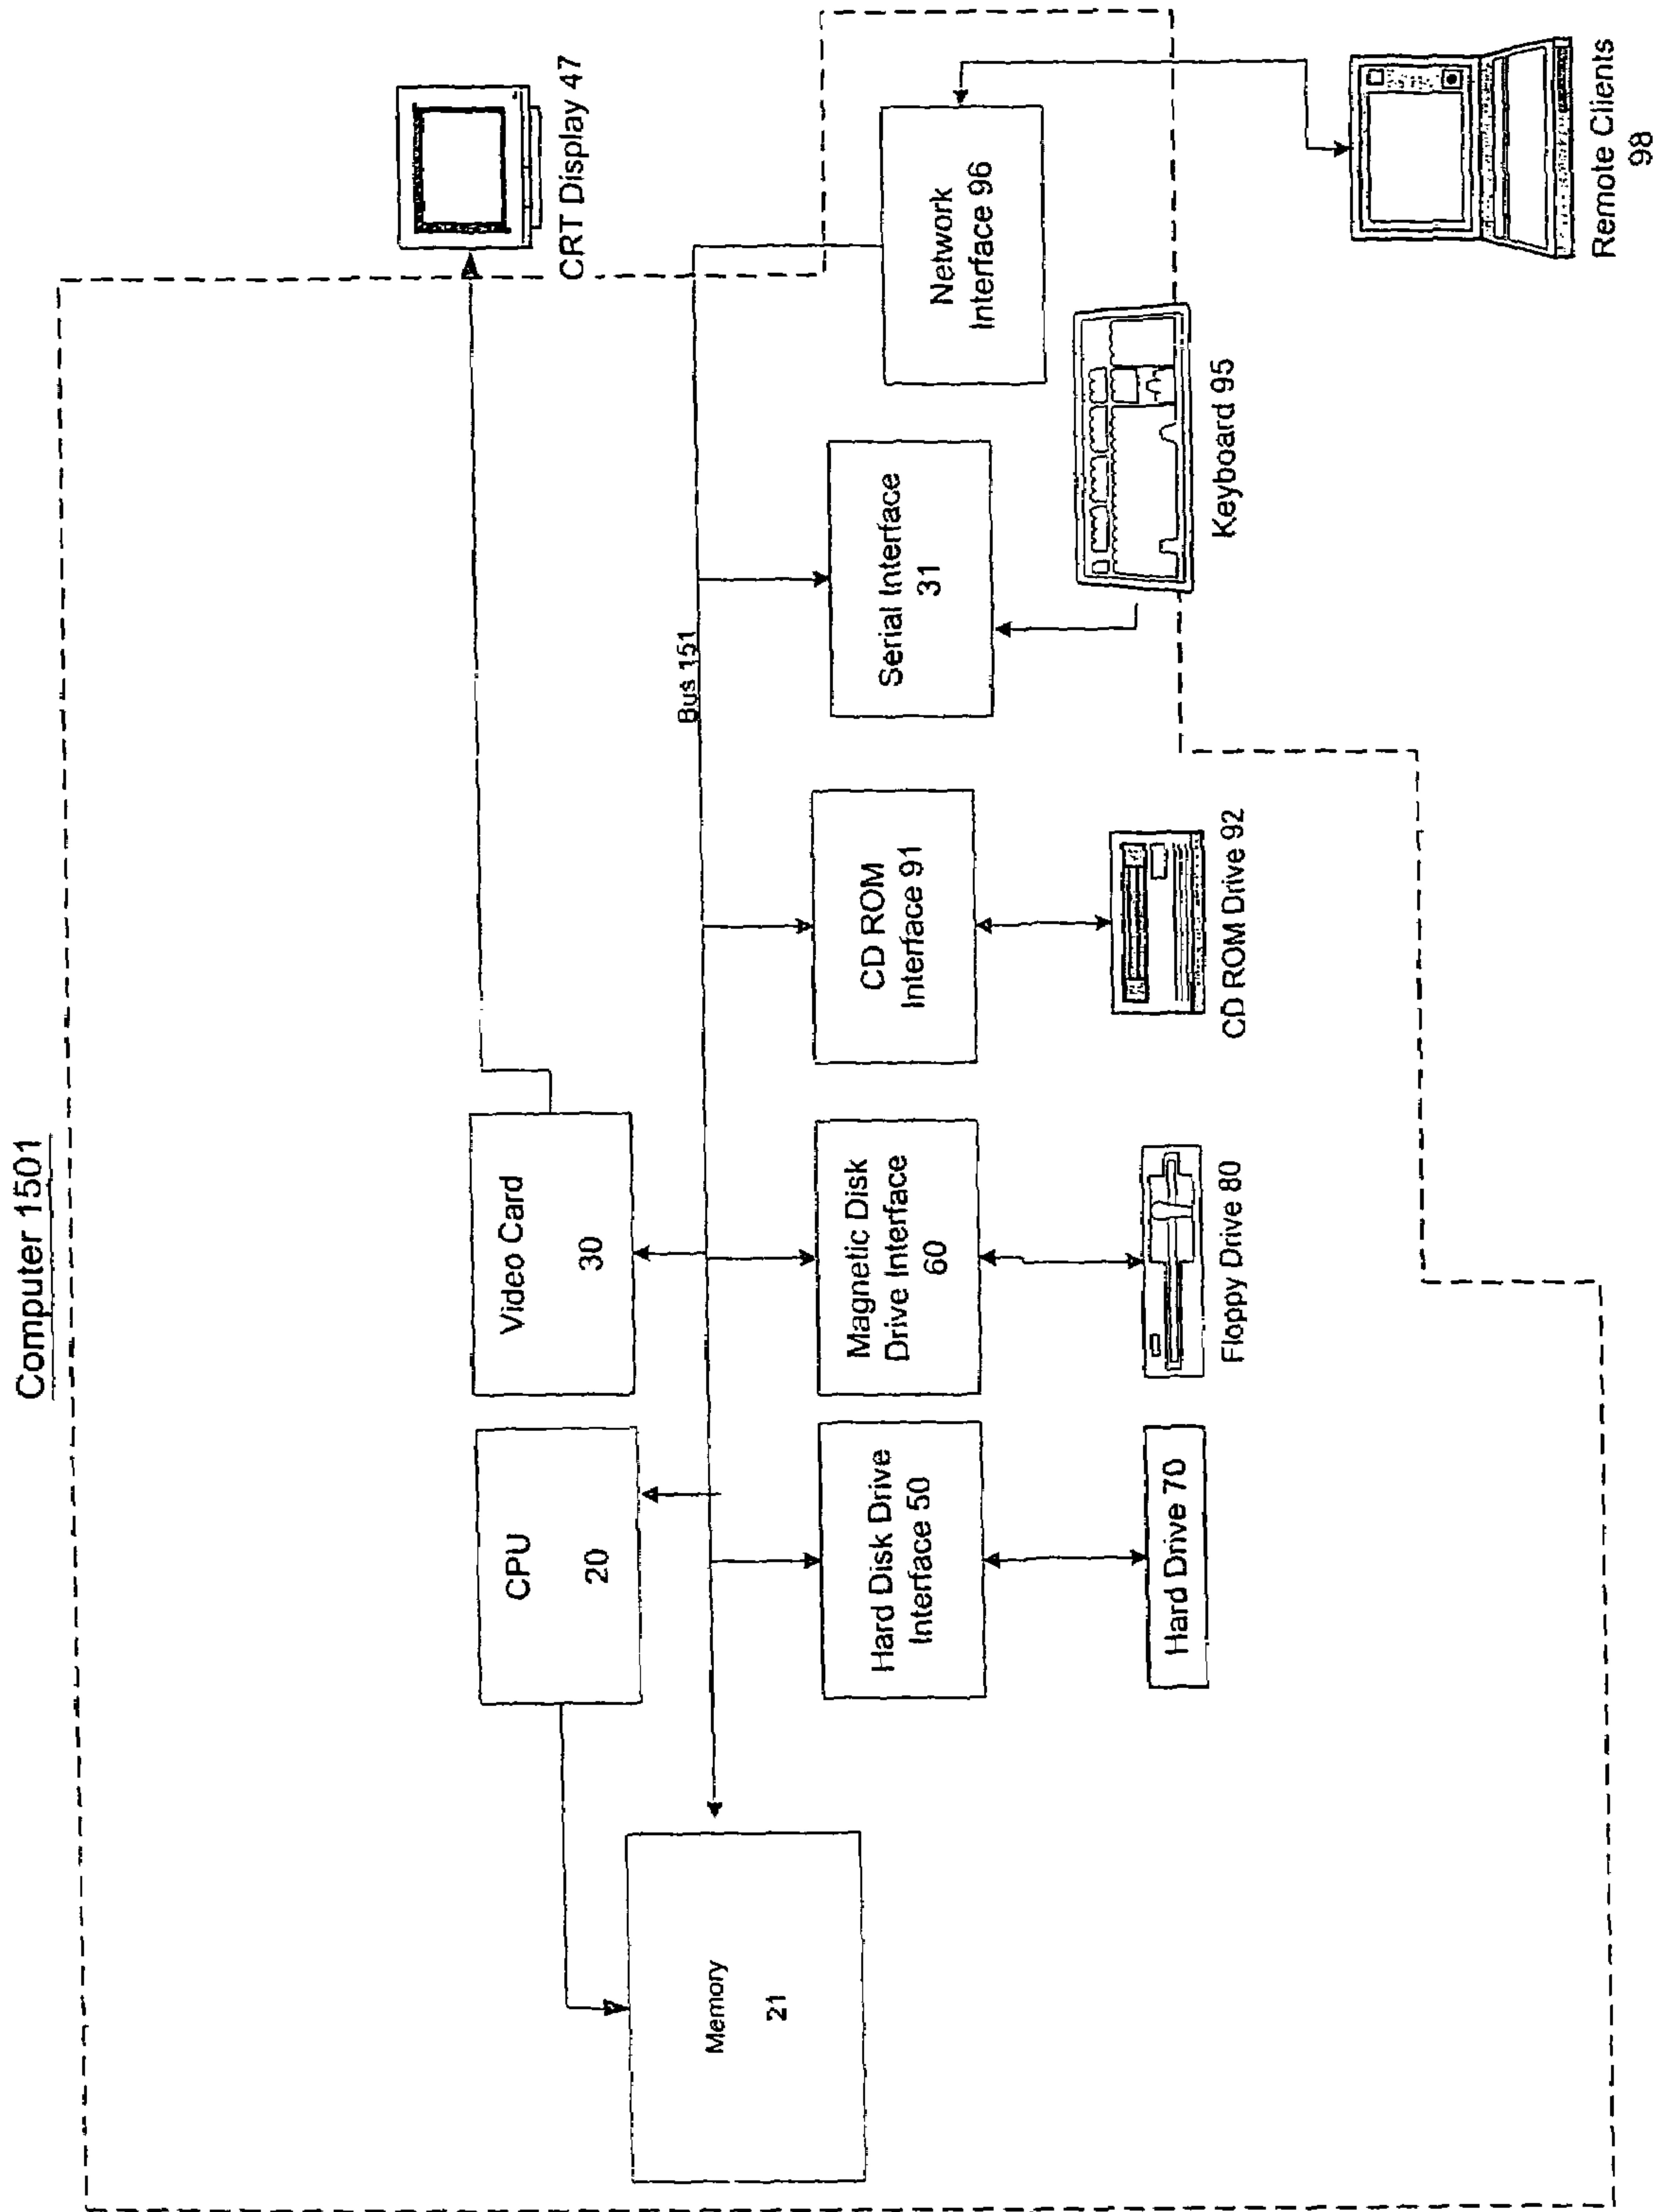 Computer 1501
CPU
20
Video Card
30
CRT Display 47
Memory
21
Bus 151
Hard Disk Drive
Interface 50
Magnetic Disk
Drive Interface
60
CD ROM
Interface 91
Serial Interface
31
Network
Interface 96
Hard Drive 70
Floppy Drive 80
CD ROM Drive 92
Keyboard 95
Remote Clients
98